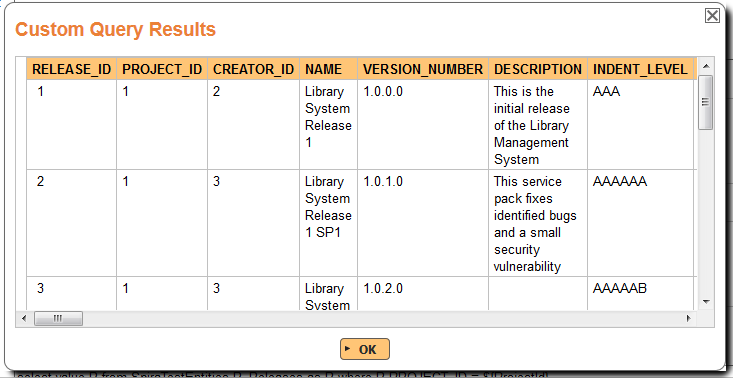 Custom Query Results
RELEASE_ID PROJECT_ID CREATOR_ID NAME VERSION_NUMBER DESCRIPTION INDENT_LEVEL
1 1 2 Library System Release 1 1.0.0.0 This is the initial release of the Library Management System AAA
2 1 3 Library System Release 1 SP1 1.0.1.0 This service pack fixes identified bugs and a small security vulnerability AAAAAA
3 1 3 Library System 1.0.2.0 AAAAAB
OK